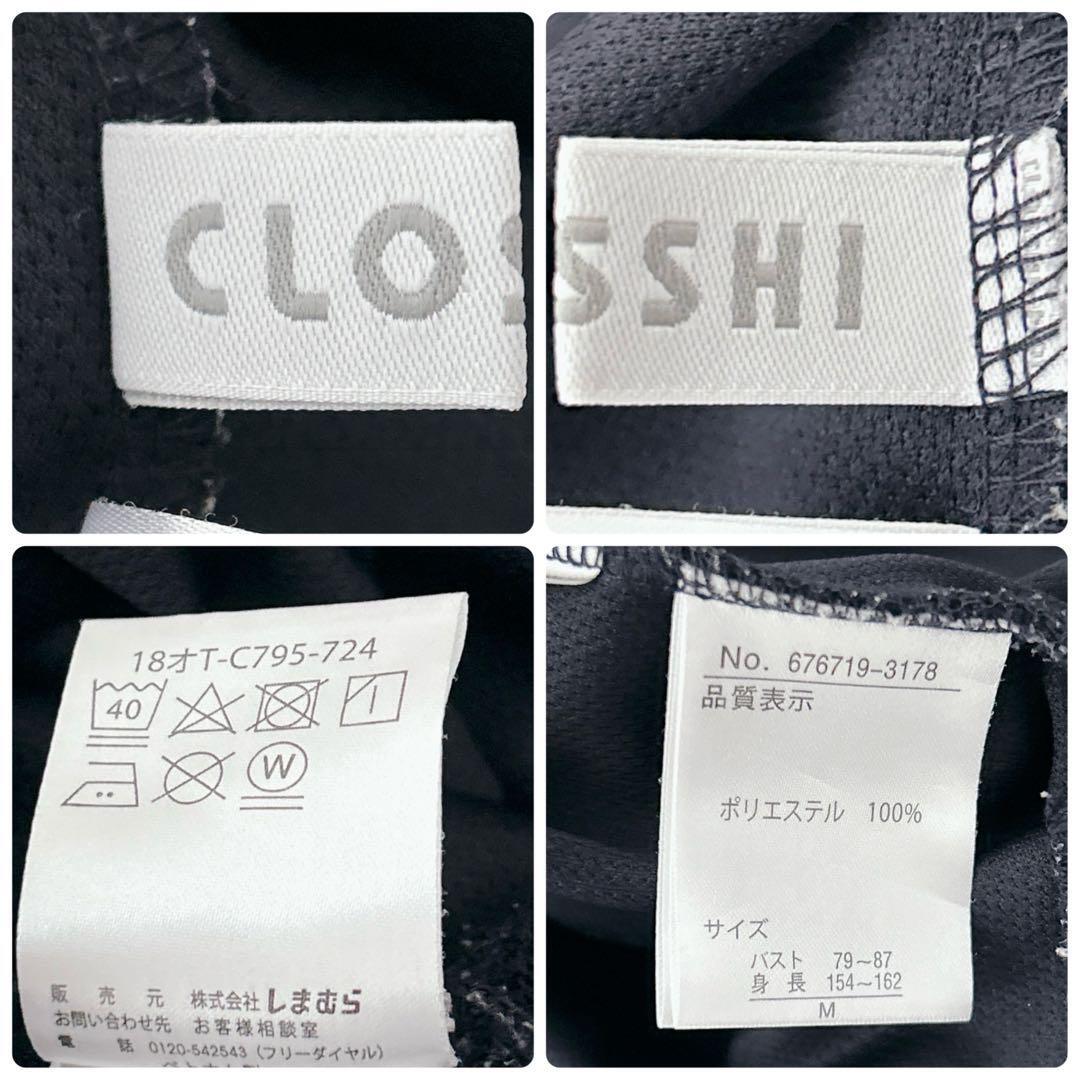 CLOS
SSHI
18オT-C795-724
40
W
販売元 株式会社しまむら
お問い合わせ先 お客様相談室
電話 0120-542543(フリーダイヤル)
No. 676719-3178
品質表示
ポリエステル 100%
サイズ
バスト 79~87
身長 154~162
M